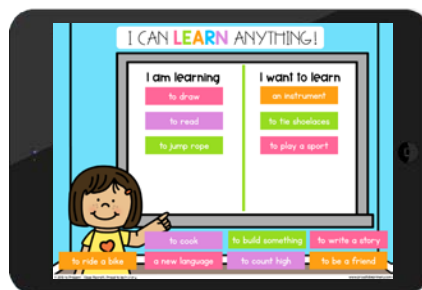 I CAN LEARN ANYTHING!
I am learning
I want to learn
to draw
an instrument
to read
to tie shoelaces
to jump rope
to play a sport
to cook
to build something
to write a story
to ride a bike
a new language
to count high
to be a friend